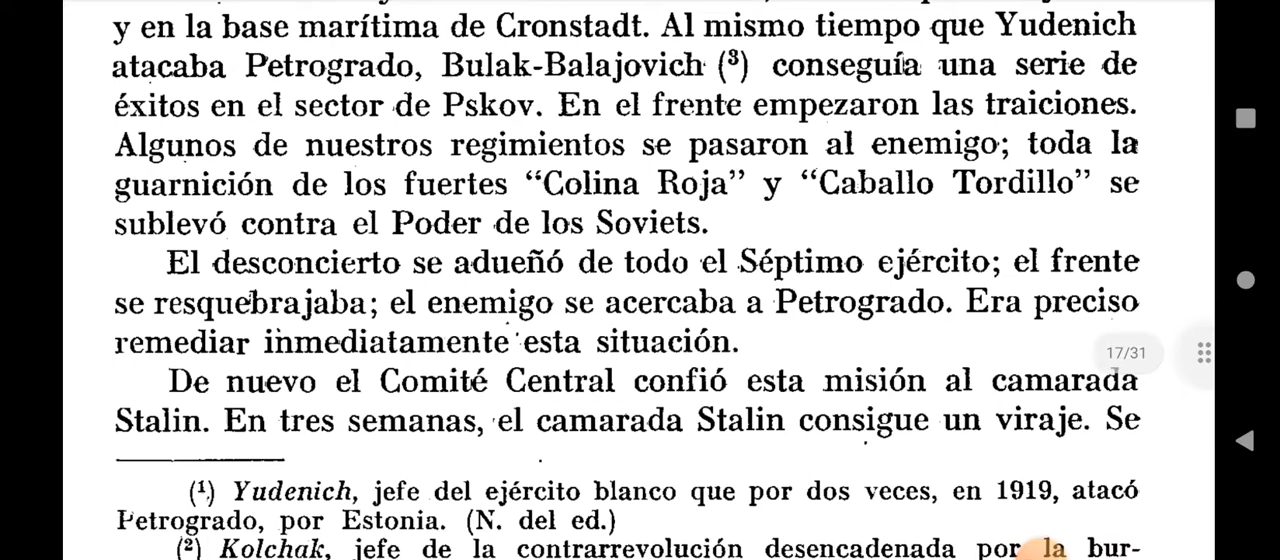 y en la base marítima de Cronstadt. Al mismo tiempo que Yudenich
atacaba Petrogrado, Bulak-Balajovich (³) conseguía una serie de
éxitos en el sector de Pskov. En el frente empezaron las traiciones.
Algunos de nuestros regimientos se pasaron al enemigo; toda la
guarnición de los fuertes “Colina Roja” y “Caballo Tordillo” se
sublevó contra el Poder de los Soviets.
El desconcierto se adueñó de todo el Séptimo ejército; el frente
se resquebrajaba; el enemigo se acercaba a Petrogrado. Era preciso
remediar inmediatamente esta situación.
17/31
De nuevo el Comité Central confió esta misión al camarada
Stalin. En tres semanas, el camarada Stalin consigue un viraje. Se
(¹) Yudenich, jefe del ejército blanco que por dos veces, en 1919, atacó
Petrogrado, por Estonia. (N. del ed.)
(²) Kolchak, jefe de la contrarrevolución desencadenada por la bur-